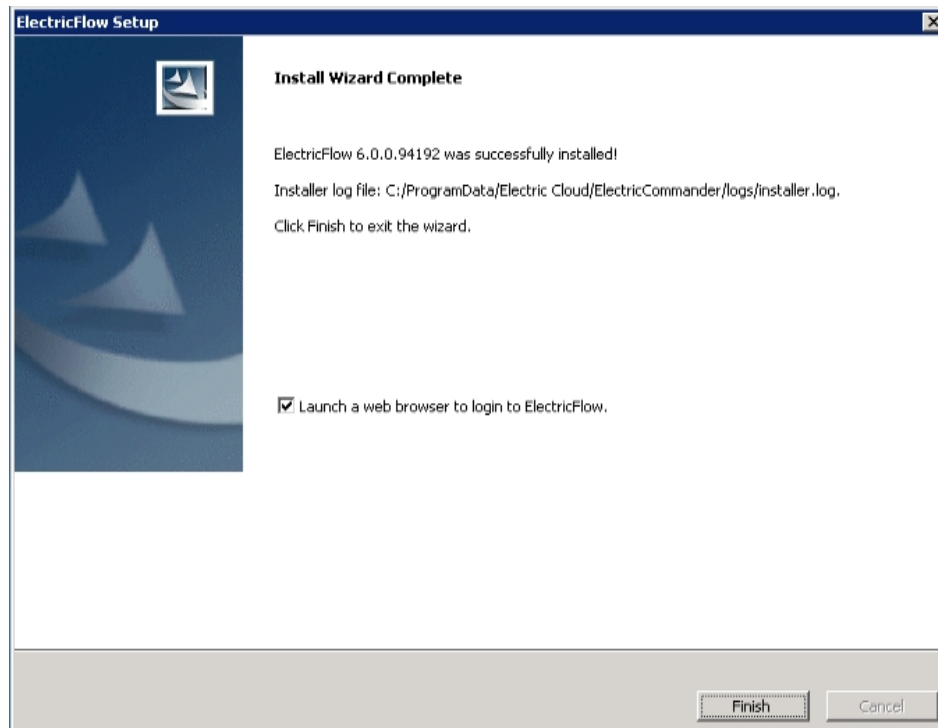 ElectricFlow Setup
Install Wizard Complete
ElectricFlow 6.0.0.94192 was successfully installed!
Installer log file: C:/ProgramData/Electric Cloud/ElectricCommander/logs/installer.log.
Click Finish to exit the wizard.
Launch a web browser to login to ElectricFlow.
Finish
Cancel